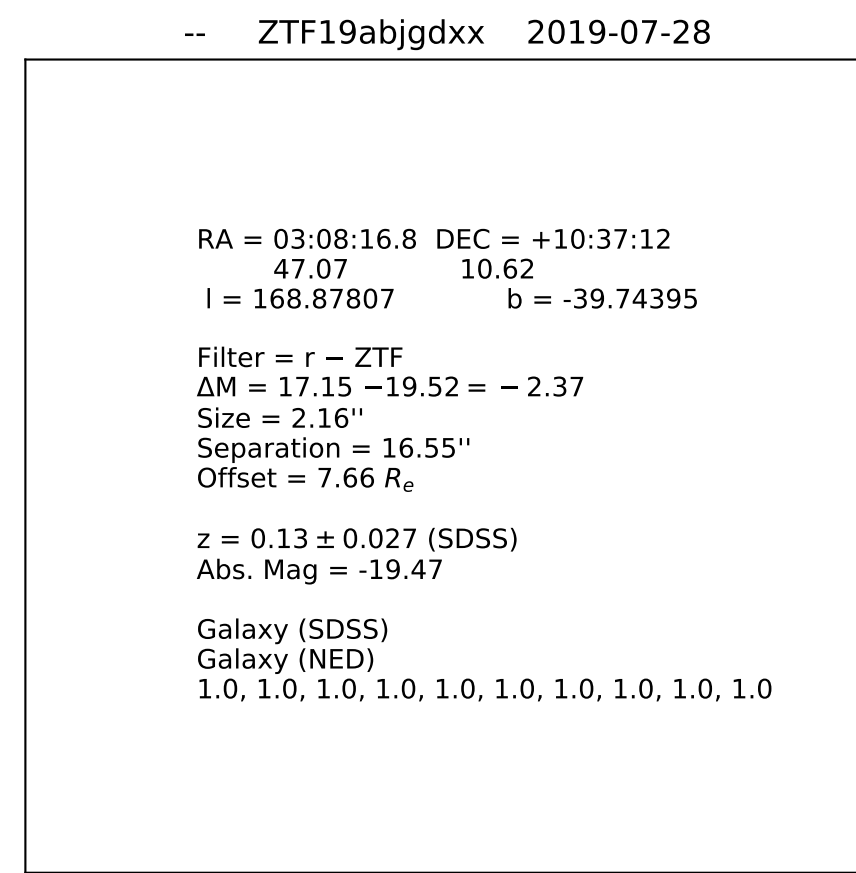 -- ZTF19abjgdxx 2019-07-28
RA = 03:08:16.8 DEC = +10:37:12
47.07 10.62
l = 168.87807 b = -39.74395
Filter = r − ZTF
ΔM = 17.15 −19.52 = − 2.37
Size = 2.16''
Separation = 16.55''
Offset = 7.66 Re
z = 0.13 ± 0.027 (SDSS)
Abs. Mag = -19.47
Galaxy (SDSS)
Galaxy (NED)
1.0, 1.0, 1.0, 1.0, 1.0, 1.0, 1.0, 1.0, 1.0, 1.0